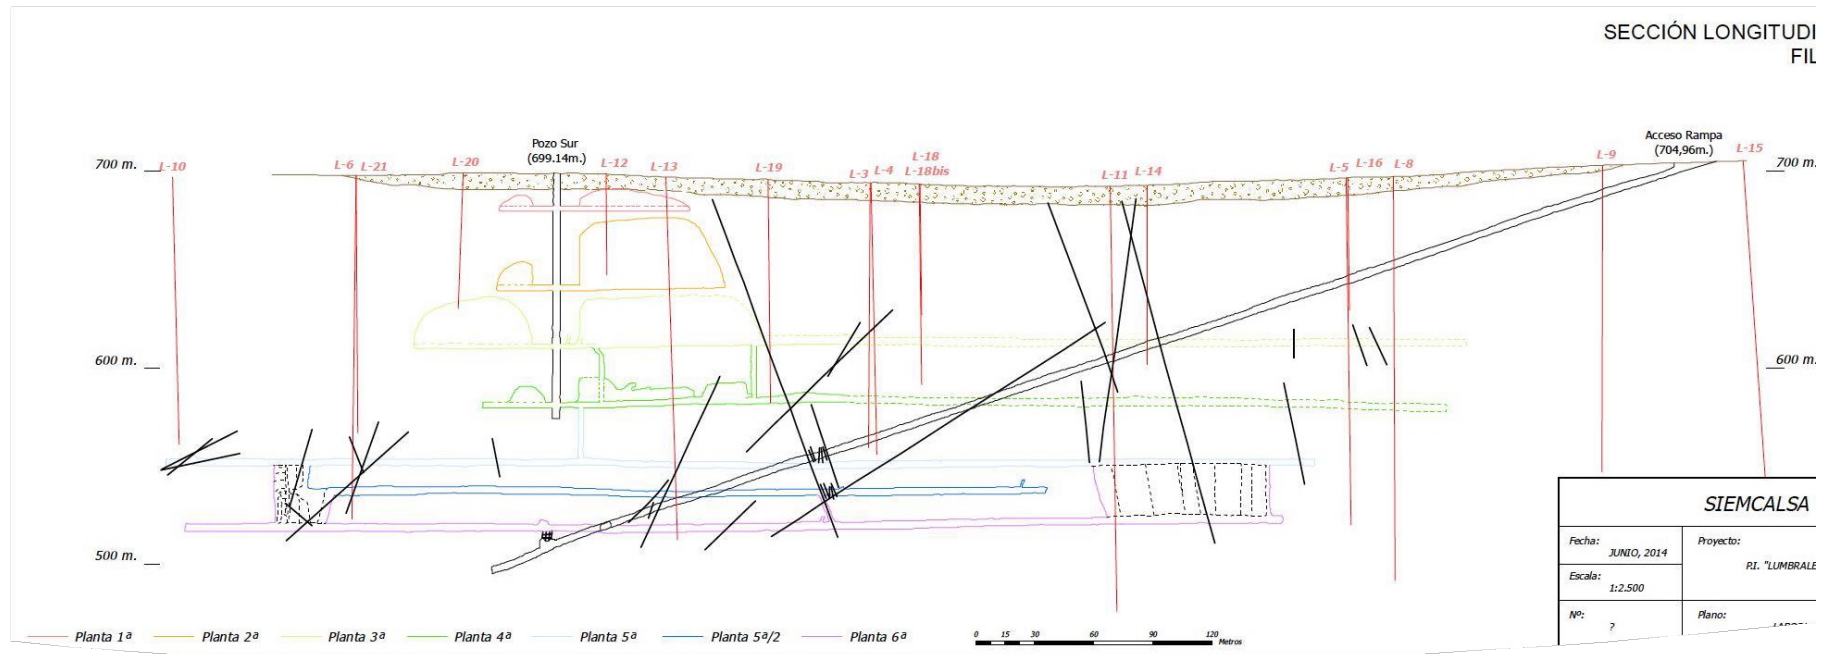 SECCIÓN LONGITUDI
FIL
Acceso Rampa
(704,96m.)
Pozo Sur
(699.14m.)
700 m.
L-10
L-6
L-21
L-20
L-12
L-13
L-19
L-3
L-4
L-18
L-18bis
L-11
L-14
L-5
L-16
L-8
L-9
L-15
700 m.
600 m.
600 m.
500 m.
SIEMCALSA
Fecha:
JUNIO, 2014
Proyecto:
P.I. "LUMBRALE
Escala:
1:2.500
Nº:
?
Plano:
Planta 1ª
Planta 2ª
Planta 3ª
Planta 4ª
Planta 5ª
Planta 5ª/2
Planta 6ª
0 15 30 60 90 120
Metros